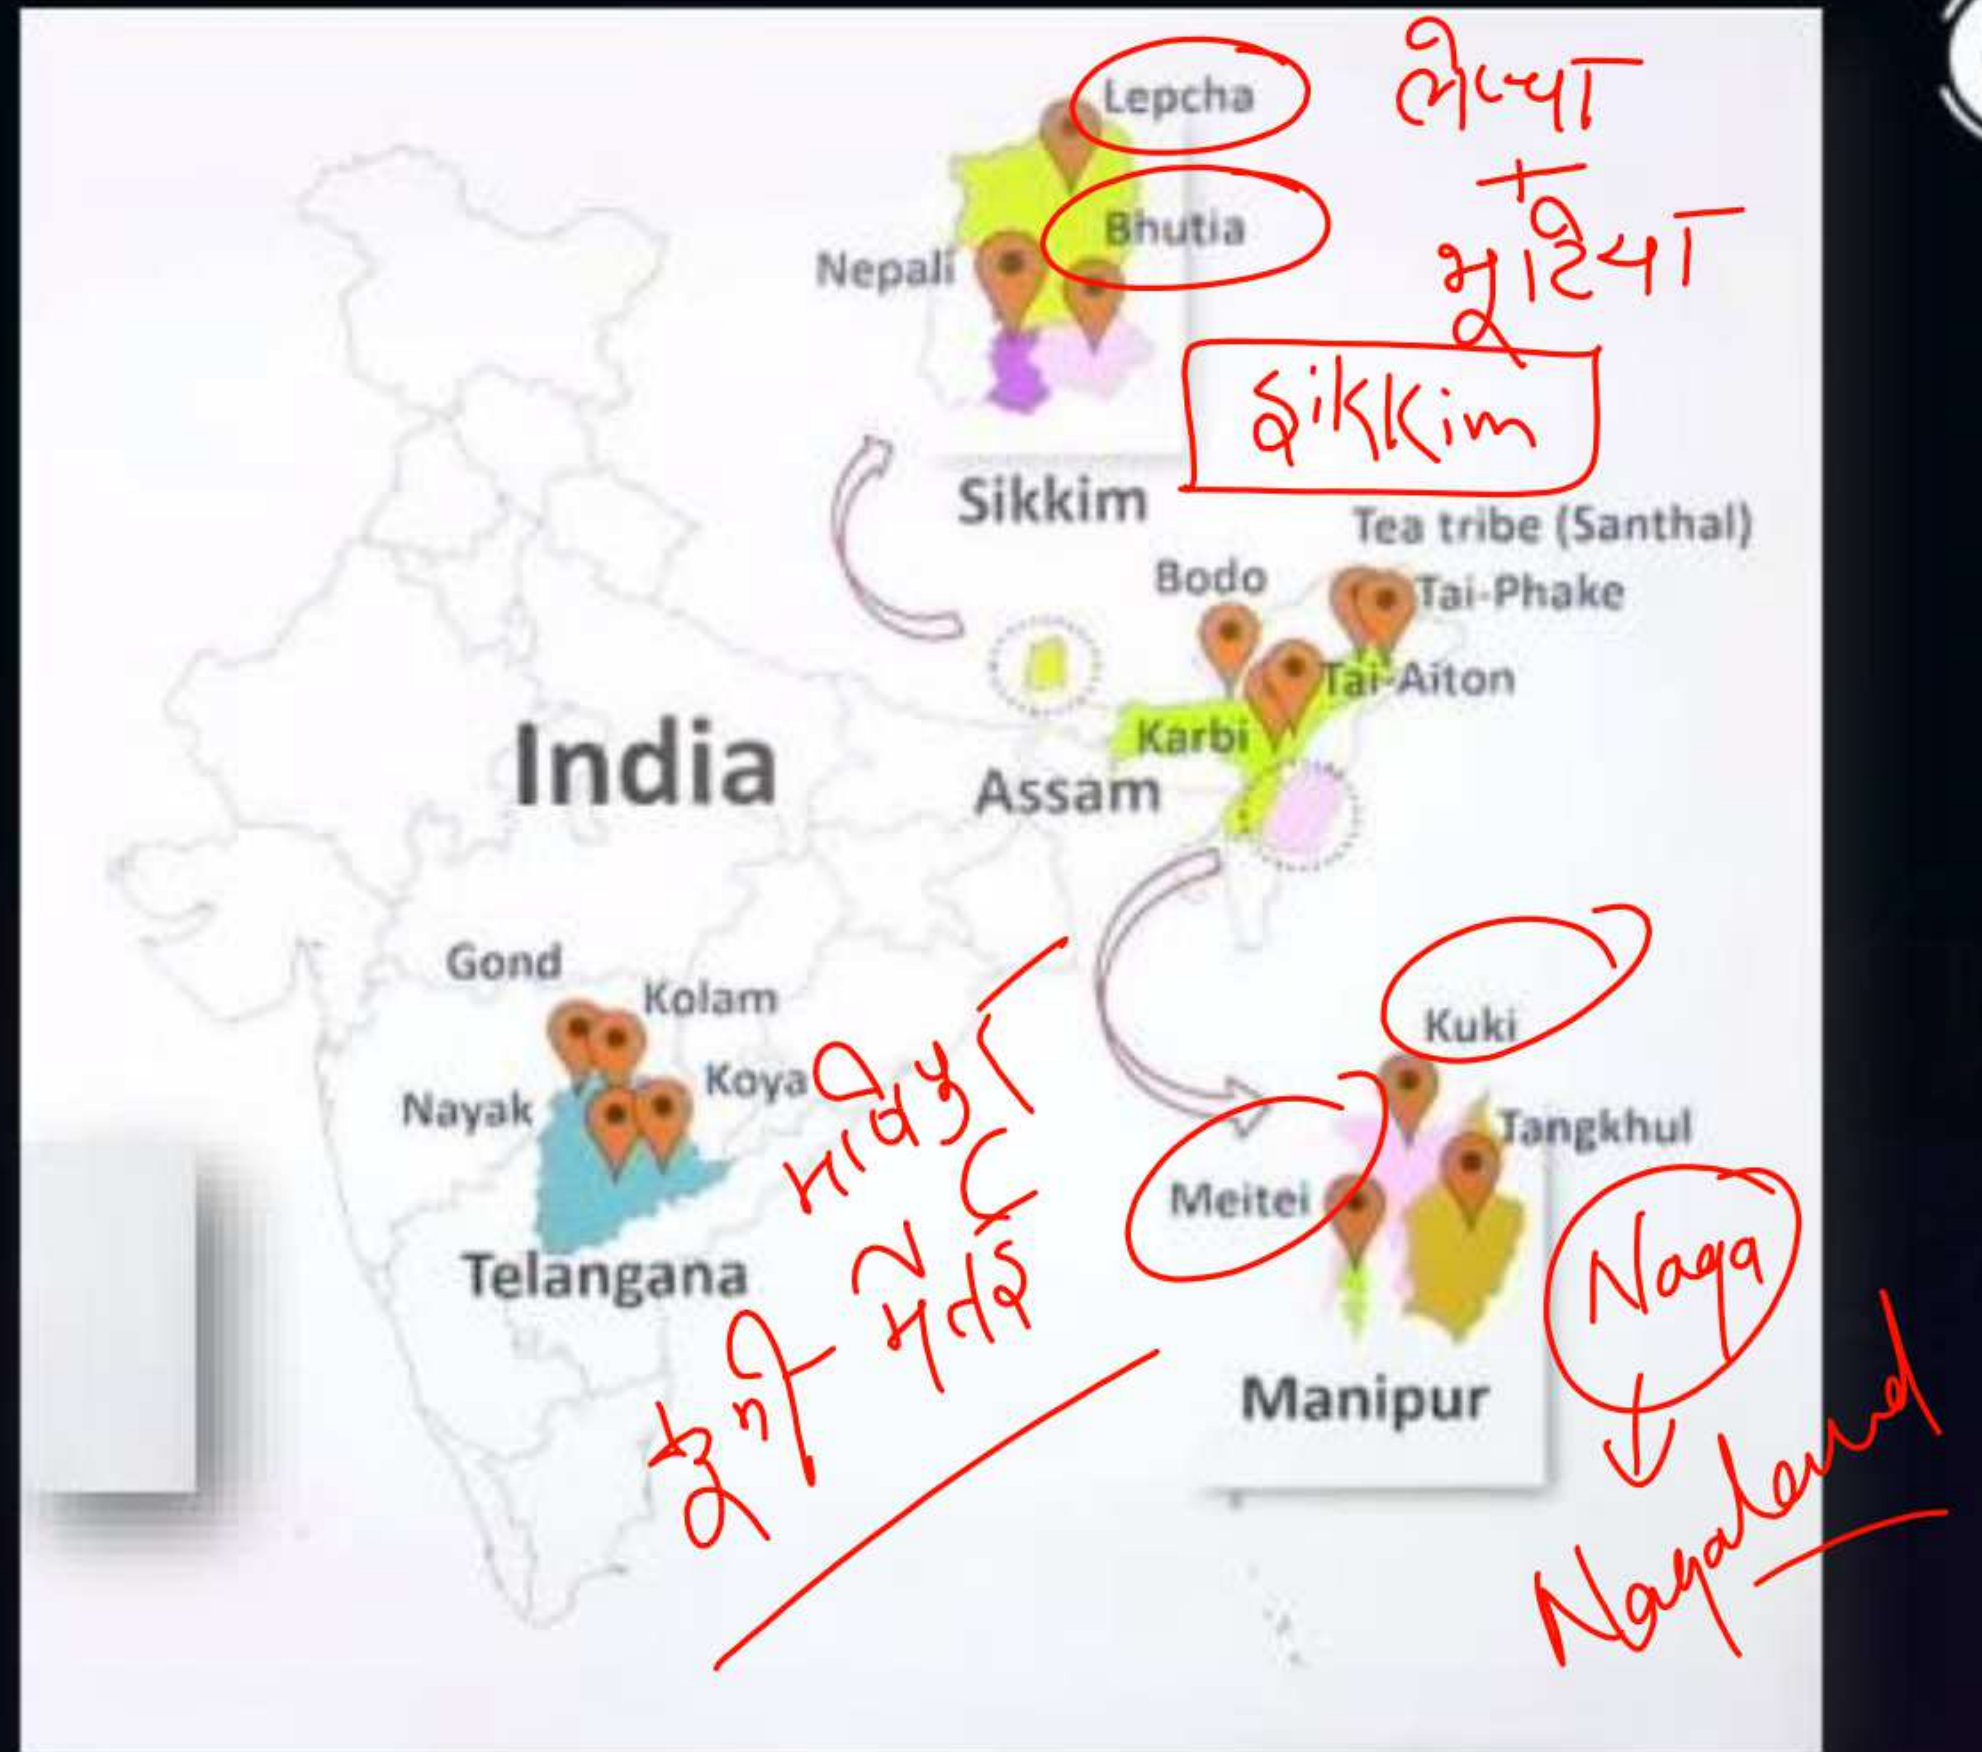 Lepcha
लेप्चा
+
Bhutia
भूटिया
Nepali
Sikkim
Sikkim
Tea tribe (Santhal)
Bodo
Tai-Phake
Tai-Aiton
Karbi
India
Assam
Gond
Kolam
Kuki
Koya
Nayak
Tangkhul
Meitei
मैतई
Naga
Telangana
Manipur
Nagaland